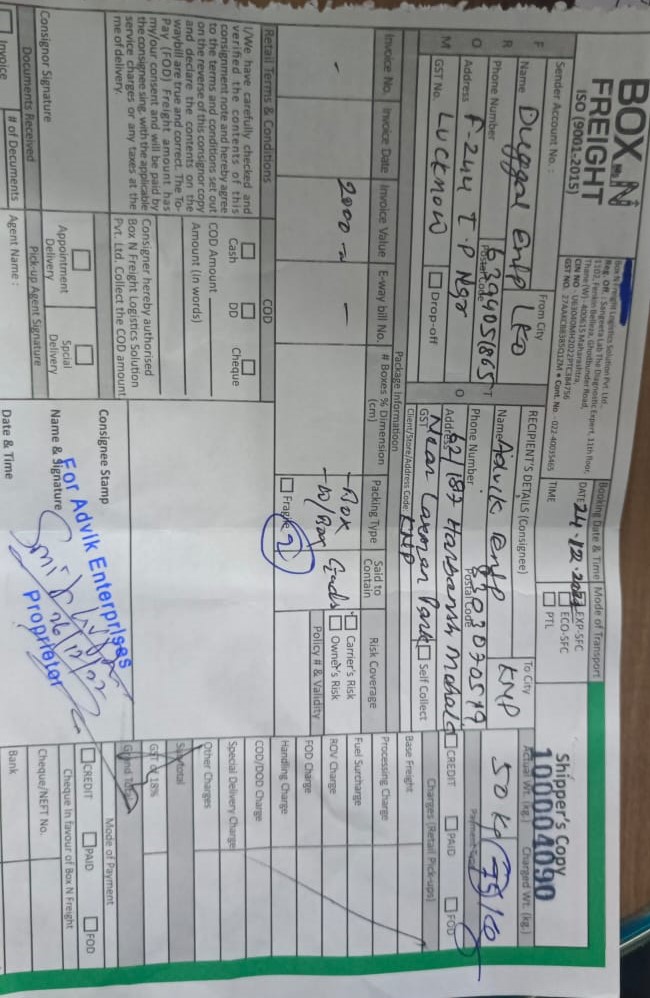 BOX N
FREIGHT
ISO (9001-2015)
Box N Freight Logistics Solution Pvt. Ltd.,
Reg. Off. : Sangeeta Lab The Diagnostic Expert, 11th floor,
1102, Fenkin Belleza, Ghodbunder Road,
Thane (W) - 400615 Maharashtra,
CIN NO - U63040MH2022PTC384756
GST NO. 27AAKCB8385Q1ZM • Cont. No. -022-40035465
Booking Date & Time
DATE 24.12.2022
TIME
Mode of Transport
EXP-SFC
ECO-SFC
PTL
Shipper's Copy
100004090
FROM
Sender Account No. :
From City
Name Duggal Entp LKO
Phone Number 6394051865
Postal Code
Address F-244 T.P Ngr
GST No. LUCKNOW
Drop-off
TO
RECIPIENT'S DETAILS (Consignee)
To City
KNP
Name Advik Entp
Phone Number 8303070519
Postal Code
Address 62/187 Harbansh Mohal
GST Near Laxman Park
Self Collect
Client/Store/Address Code: KNP
Actual Wt. (kg.) Charged Wt. (kg.)
50 Kg 75/Kg
Payment Type
CREDIT PAID FOD
Charges (Retail Pick-ups)
Base Freight
Processing Charge
Fuel Surcharge
ROV Charge
FOD Charge
Handling Charge
COD/DOD Charge
Special Delivery Charge
Other Charges
Subtotal
GST of 18%
Grand Total
Mode of Payment
CREDIT PAID FOD
Cheque In favour of Box N Freight
Cheque/NEFT No.
Bank
Package Informatioon
Invoice No. Invoice Date Invoice Value E-way bill No. # Boxes % Dimension (cm) Packing Type Said to Contain Risk Coverage
- 2000 - —
- Box
- W/Box
Goods
Fragile 2
Carrier's Risk
Owner's Risk
Policy # & Validity
Retail Terms & Conditions
I/We have carefully checked and
verified the contents of this
consignment note and hereby agree
to the terms and conditions set out
on the reverse of this consignor copy
and declare the contents on the
waybill are true and correct. The To-
Pay (FOD) Freight amount has
my/our consent and will be paid by
the consignee sing, with the applicable
service charges or any taxes at the
me of delivery.
Consignor Signature
Documents Received
Invoice
# of Documents
COD
Cash DD Cheque
COD Amount
Amount (in words)
Consigner hereby authorised
Box N Freight Logistics Solution
Pvt. Ltd. Collect the COD amount
Appointment Delivery
Spcial Delivery
Pick-up Agent Signature
Agent Name :
Consignee Stamp
For Advik Enterprises
Name & Signature
26/12/22
Proprietor
Date & Time